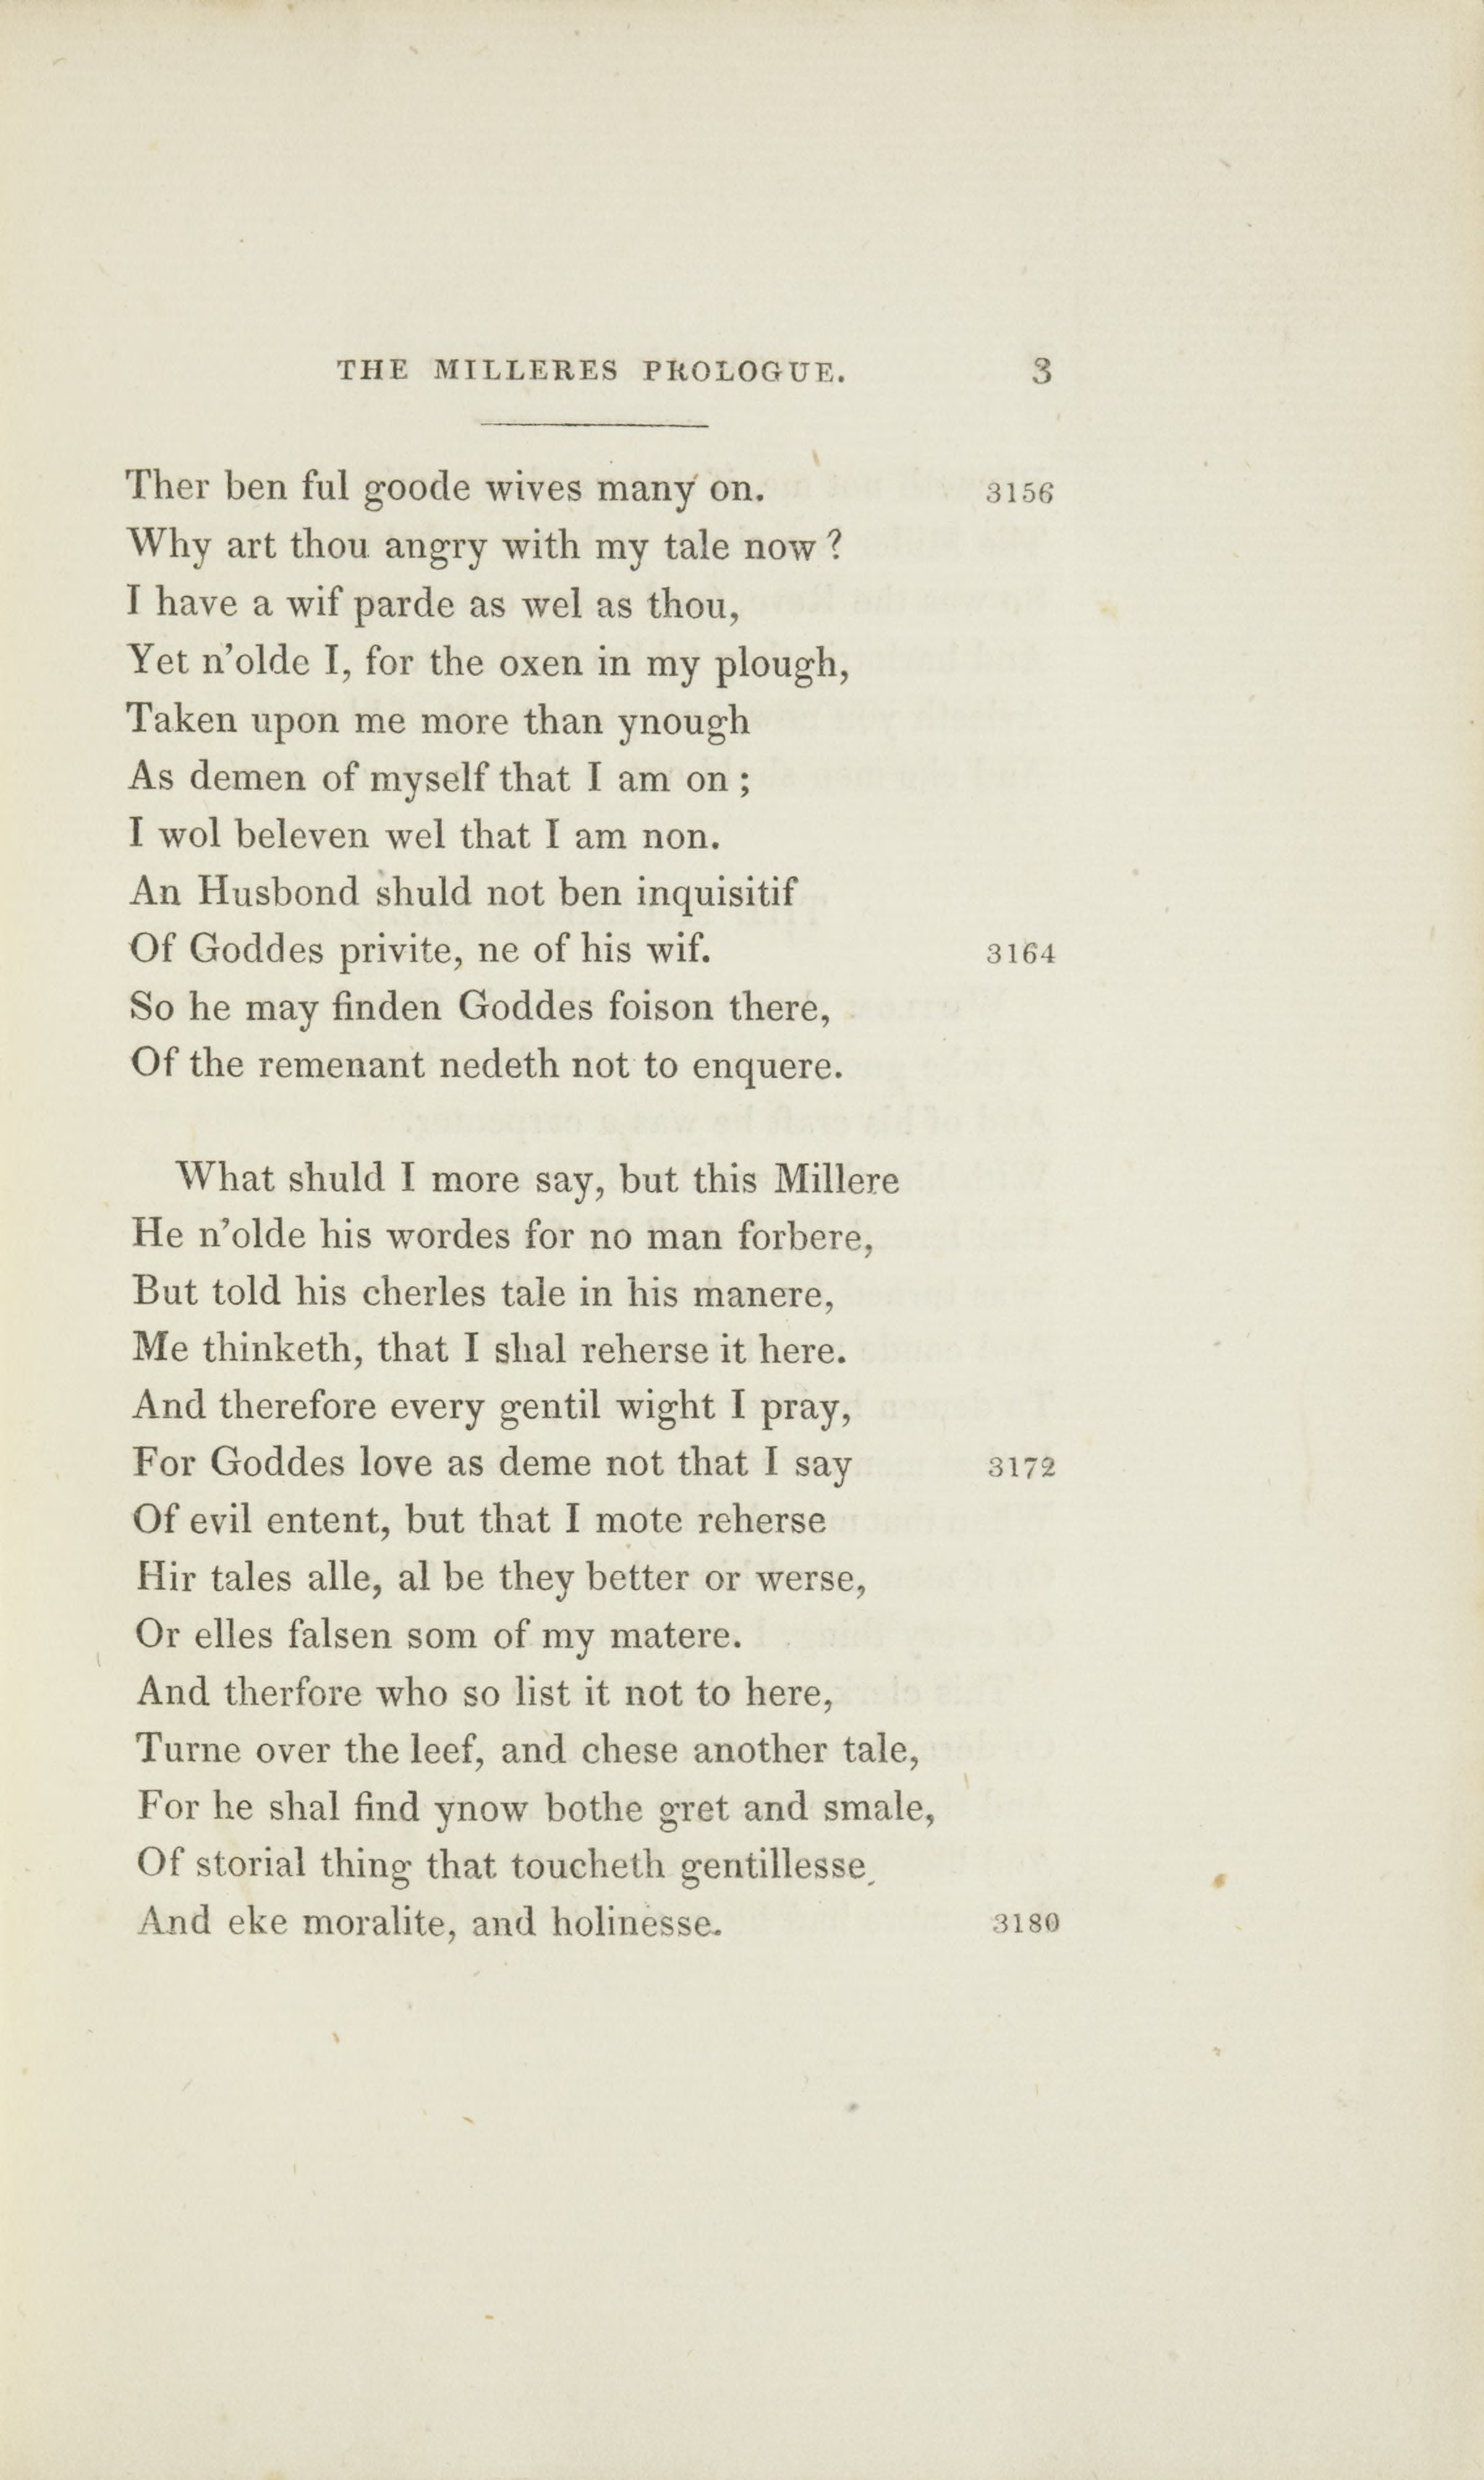 THE MILLERES PROLOGUE. 3
Ther ben ful goode wives many on. 3156
Why art thou angry with my tale now ?
I have a wif parde as wel as thou,
Yet n'olde I, for the oxen in my plough,
Taken upon me more than ynough
As demen of myself that I am on ;
I wol beleven wel that I am non.
An Husbond shuld not ben inquisitif
Of Goddes privite, ne of his wif. 3164
So he may finden Goddes foison there,
Of the remenant nedeth not to enquere.
What shuld I more say, but this Millere
He n'olde his wordes for no man forbere,
But told his cherles tale in his manere,
Me thinketh, that I shal reherse it here.
And therefore every gentil wight I pray,
For Goddes love as deme not that I say 3172
Of evil entent, but that I mote reherse
Hir tales alle, al be they better or werse,
Or elles falsen som of my matere.
And therfore who so list it not to here,
Turne over the leef, and chese another tale,
For he shal find ynow bothe gret and smale,
Of storial thing that toucheth gentillesse,
And eke moralite, and holinesse. 3180